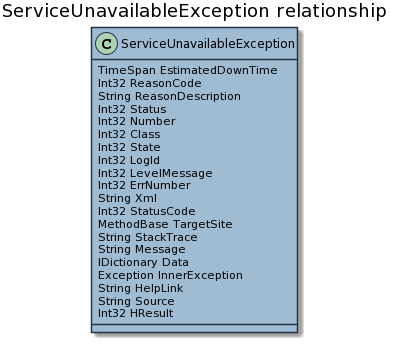 ServiceUnavailableException relationship
C ServiceUnavailableException
TimeSpan EstimatedDownTime
Int32 ReasonCode
String ReasonDescription
Int32 Status
Int32 Number
Int32 Class
Int32 State
Int32 LogId
Int32 LevelMessage
Int32 ErrNumber
String Xml
Int32 StatusCode
MethodBase TargetSite
String StackTrace
String Message
IDictionary Data
Exception InnerException
String HelpLink
String Source
Int32 HResult